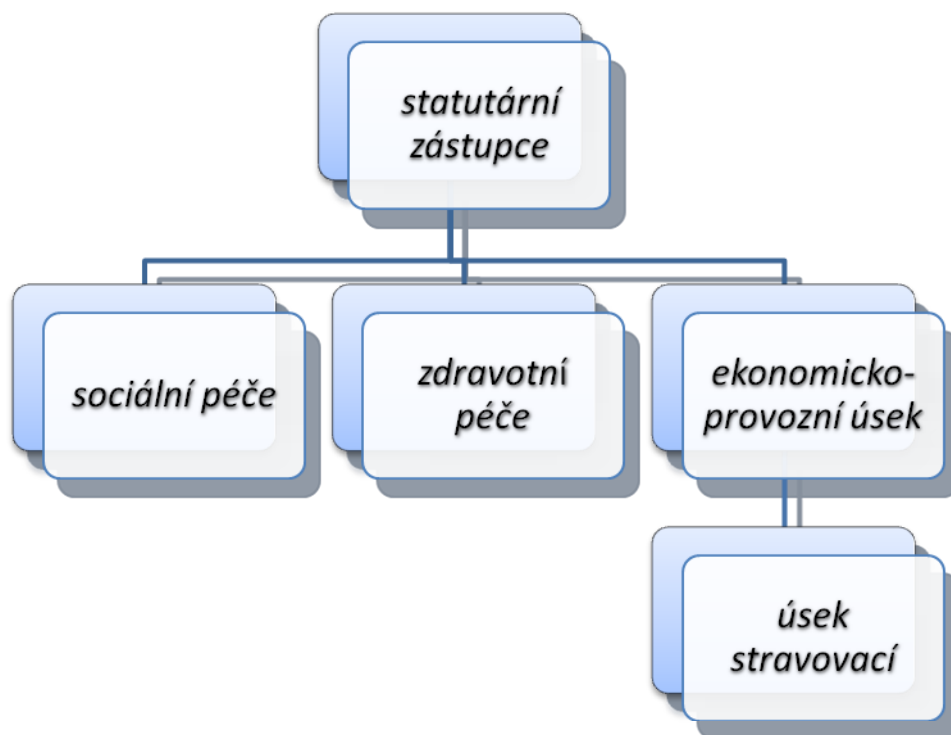 statutární
zástupce
sociální péče
zdravotní
péče
ekonomicko-
provozní úsek
úsek
stravovací